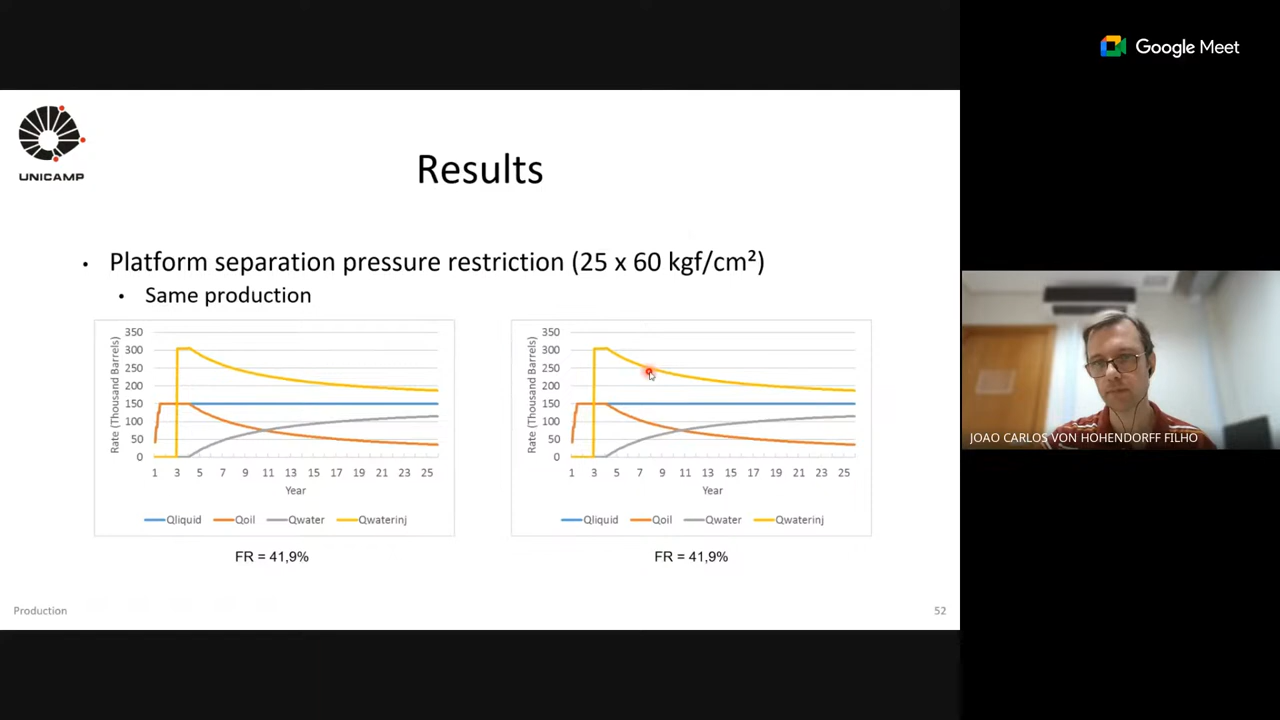 Google Meet
UNICAMP
Results
• Platform separation pressure restriction (25 x 60 kgf/cm²)
• Same production
Rate (Thousand Barrels)
350
300
250
200
150
100
50
0
1 3 5 7 9 11 13 15 17 19 21 23 25
Year
Qliquid Qoil Qwater Qwaterinj
FR = 41,9%
Rate (Thousand Barrels)
350
300
250
200
150
100
50
0
1 3 5 7 9 11 13 15 17 19 21 23 25
Year
Qliquid Qoil Qwater Qwaterinj
FR = 41,9%
JOAO CARLOS VON HOHENDORFF FILHO
Production
52